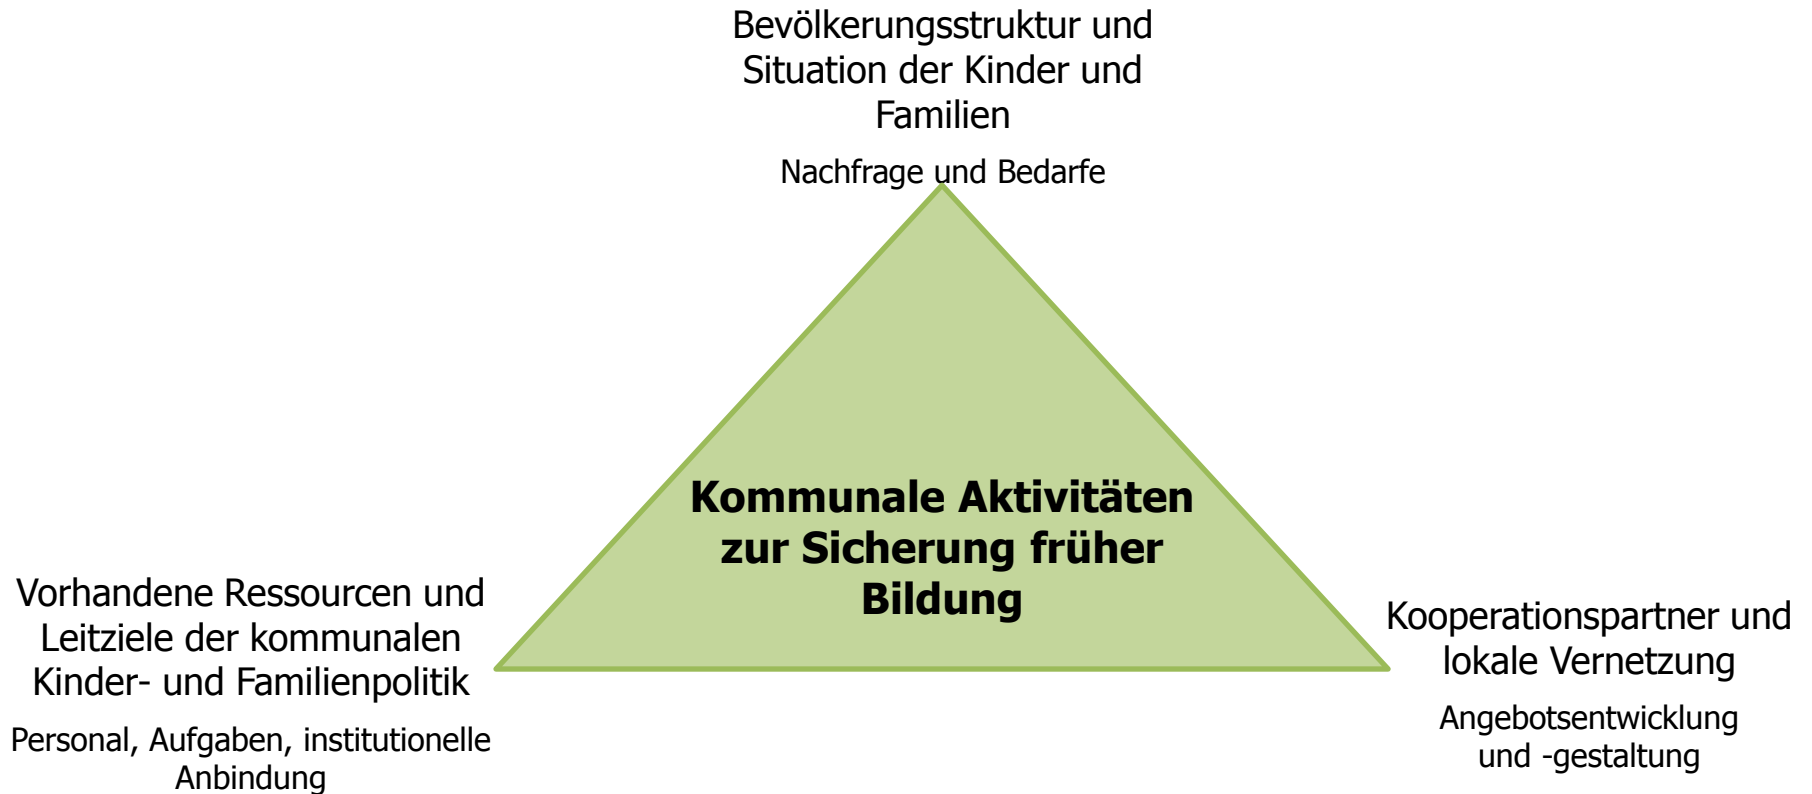 Bevölkerungsstruktur und
Situation der Kinder und
Familien
Nachfrage und Bedarfe
Kommunale Aktivitäten
zur Sicherung früher
Bildung
Vorhandene Ressourcen und
Leitziele der kommunalen
Kinder- und Familienpolitik
Personal, Aufgaben, institutionelle
Anbindung
Kooperationspartner und
lokale Vernetzung
Angebotsentwicklung
und -gestaltung